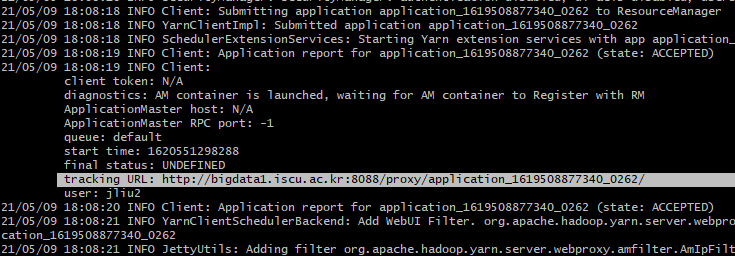 21/05/09 18:08:18 INFO Client: Submitting application application_1619508877340_0262 to ResourceManager
21/05/09 18:08:18 INFO YarnClientImpl: Submitted application application_1619508877340_0262
21/05/09 18:08:18 INFO SchedulerExtensionServices: Starting Yarn extension services with app application_
21/05/09 18:08:19 INFO Client: Application report for application_1619508877340_0262 (state: ACCEPTED)
21/05/09 18:08:19 INFO Client:
client token: N/A
diagnostics: AM container is launched, waiting for AM container to Register with RM
ApplicationMaster host: N/A
ApplicationMaster RPC port: -1
queue: default
start time: 1620551298288
final status: UNDEFINED
tracking URL: http://bigdata1.iscu.ac.kr:8088/proxy/application_1619508877340_0262/
user: jliu2
21/05/09 18:08:20 INFO Client: Application report for application_1619508877340_0262 (state: ACCEPTED)
21/05/09 18:08:21 INFO YarnClientSchedulerBackend: Add WebUI Filter. org.apache.hadoop.yarn.server.webpro
cation_1619508877340_0262
21/05/09 18:08:21 INFO JettyUtils: Adding filter org.apache.hadoop.yarn.server.webproxy.amfilter.AmIpFilt